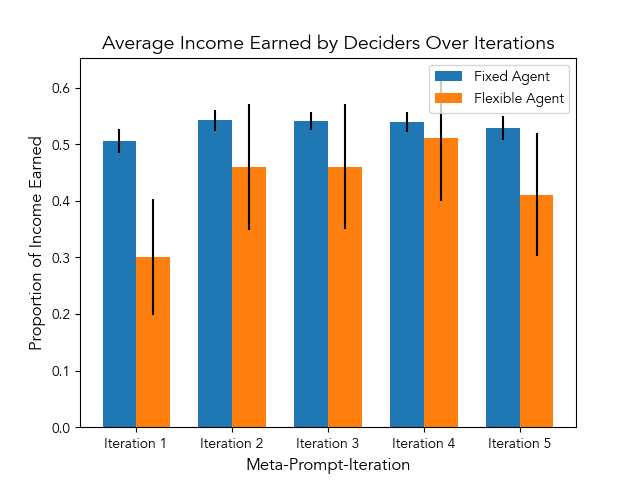 Average Income Earned by Deciders Over Iterations
Fixed Agent
Flexible Agent
Proportion of Income Earned
0.6
0.5
0.4
0.3
0.2
0.1
0.0
Iteration 1
Iteration 2
Iteration 3
Iteration 4
Iteration 5
Meta-Prompt-Iteration